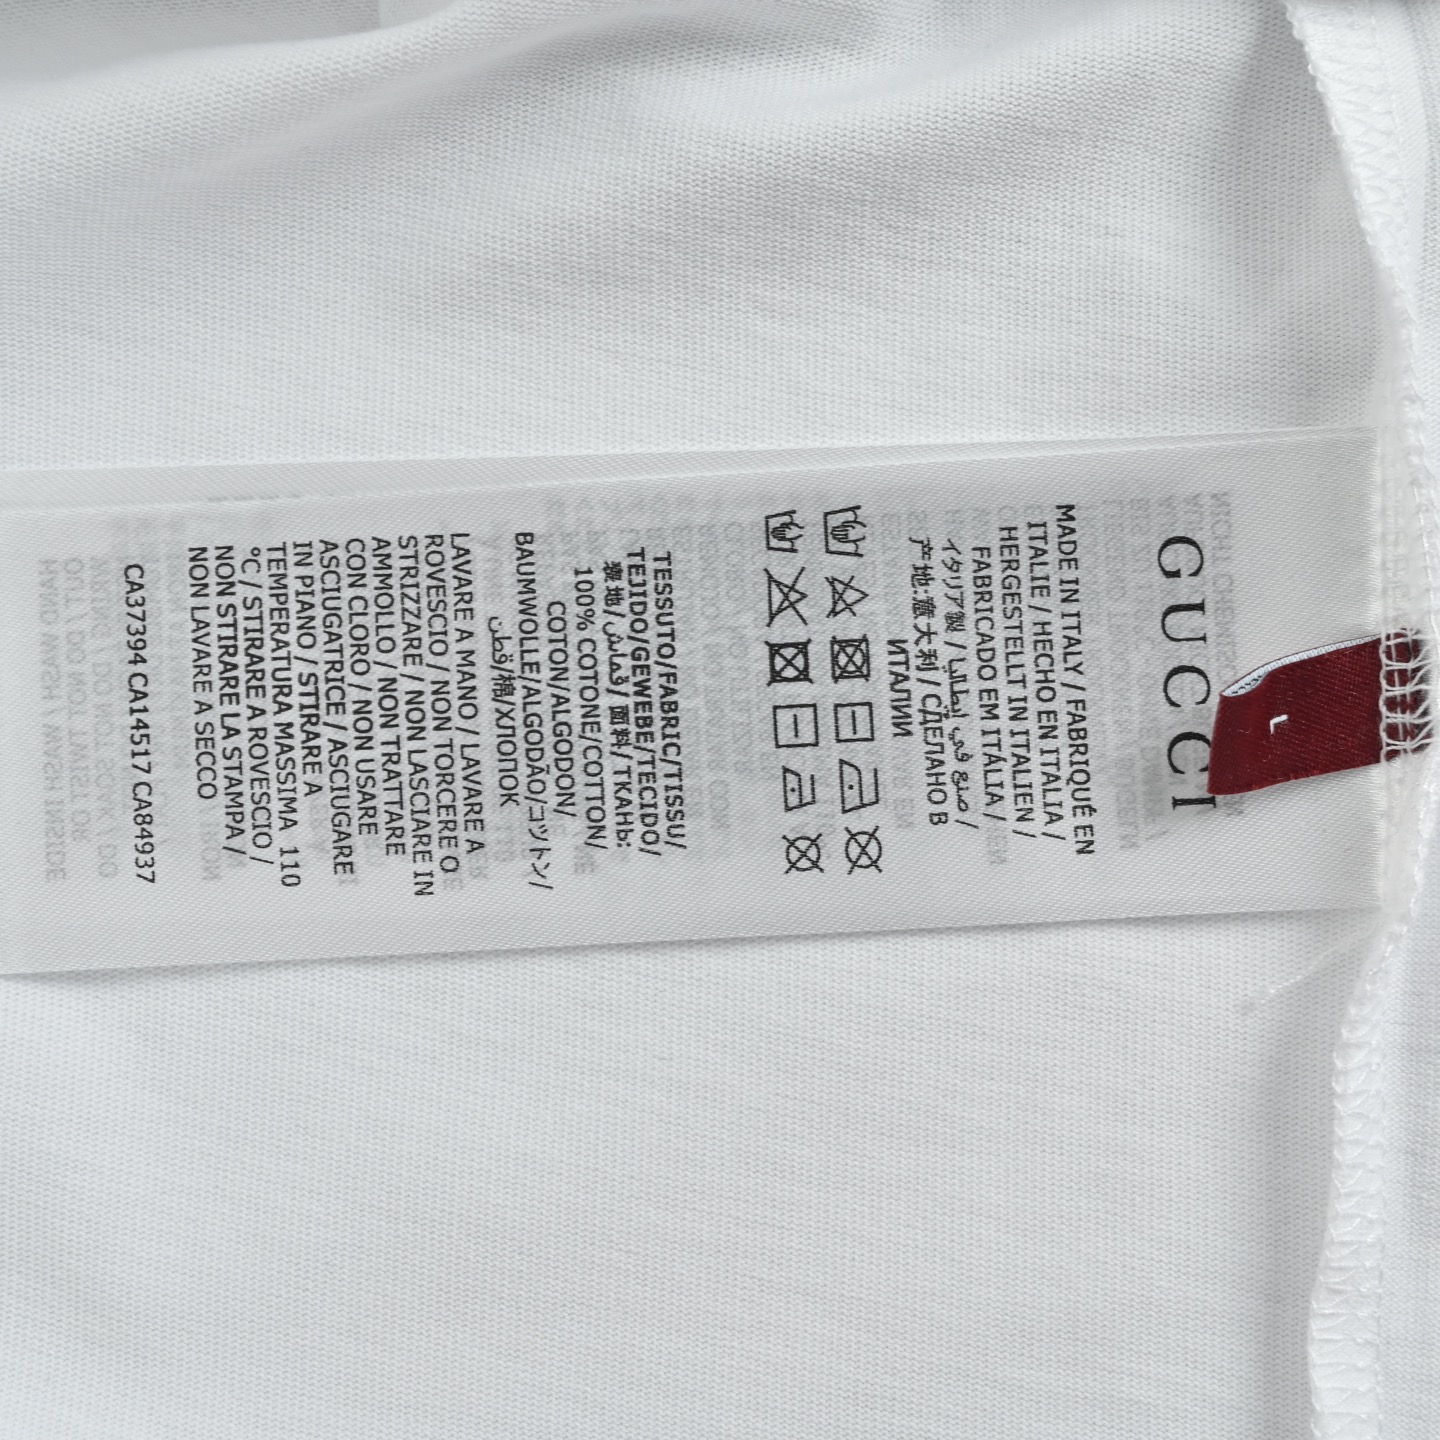 GUCCI
L
MADE IN ITALY / FABRIQUÉ EN
ITALIE / HECHO EN ITALIA /
HERGESTELLT IN ITALIEN /
FABRICADO EM ITÁLIA /
イタリア製 / صنع في إيطاليا /
产地:意大利 / СДЕЛАНО В
ИТАЛИИ
TESSUTO/FABRIC/TISSU/
TEJIDO/GEWEBE/TECIDO/
表地/قماش/面料/ТКАНЬ:
100% COTONE/COTTON/
COTON/ALGODON/
BAUMWOLLE/ALGODÃO/コットン/
قطن/棉/ХЛОПОК
LAVARE A MANO / LAVARE A
ROVESCIO / NON TORCERE O
STRIZZARE / NON LASCIARE IN
AMMOLLO / NON TRATTARE
CON CLORO / NON USARE
ASCIUGATRICE / ASCIUGARE
IN PIANO / STIRARE A
TEMPERATURA MASSIMA 110
°C / STIRARE A ROVESCIO /
NON STIRARE LA STAMPA /
NON LAVARE A SECCO
CA37394 CA14517 CA84937